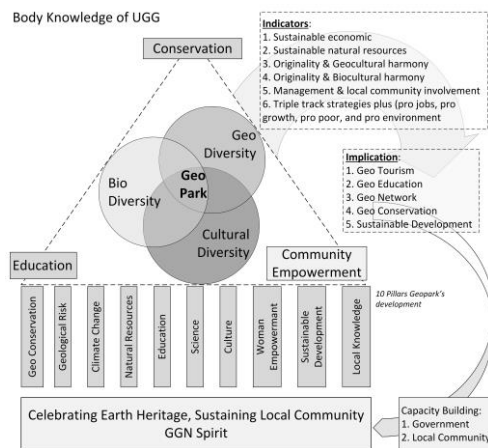 Body Knowledge of UGG
Conservation
Indicators:
1. Sustainable economic
2. Sustainable natural resources
3. Originality & Geocultural harmony
4. Originality & Biocultural harmony
5. Management & local community involvement
6. Triple track strategies plus (pro jobs, pro
growth, pro poor, and pro environment
Geo
Diversity
Bio
Diversity
Geo
Park
Cultural
Diversity
Implication:
1. Geo Tourism
2. Geo Education
3. Geo Network
4. Geo Conservation
5. Sustainable Development
Education
Community
Empowerment
Geo Conservation
Geological Risk
Climate Change
Natural Resources
Education
Science
Culture
Woman
Empowermant
Sustainable
Development
Local Knowledge
10 Pillars Geopark's
development
Celebrating Earth Heritage, Sustaining Local Community
GGN Spirit
Capacity Building:
1. Government
2. Local Community